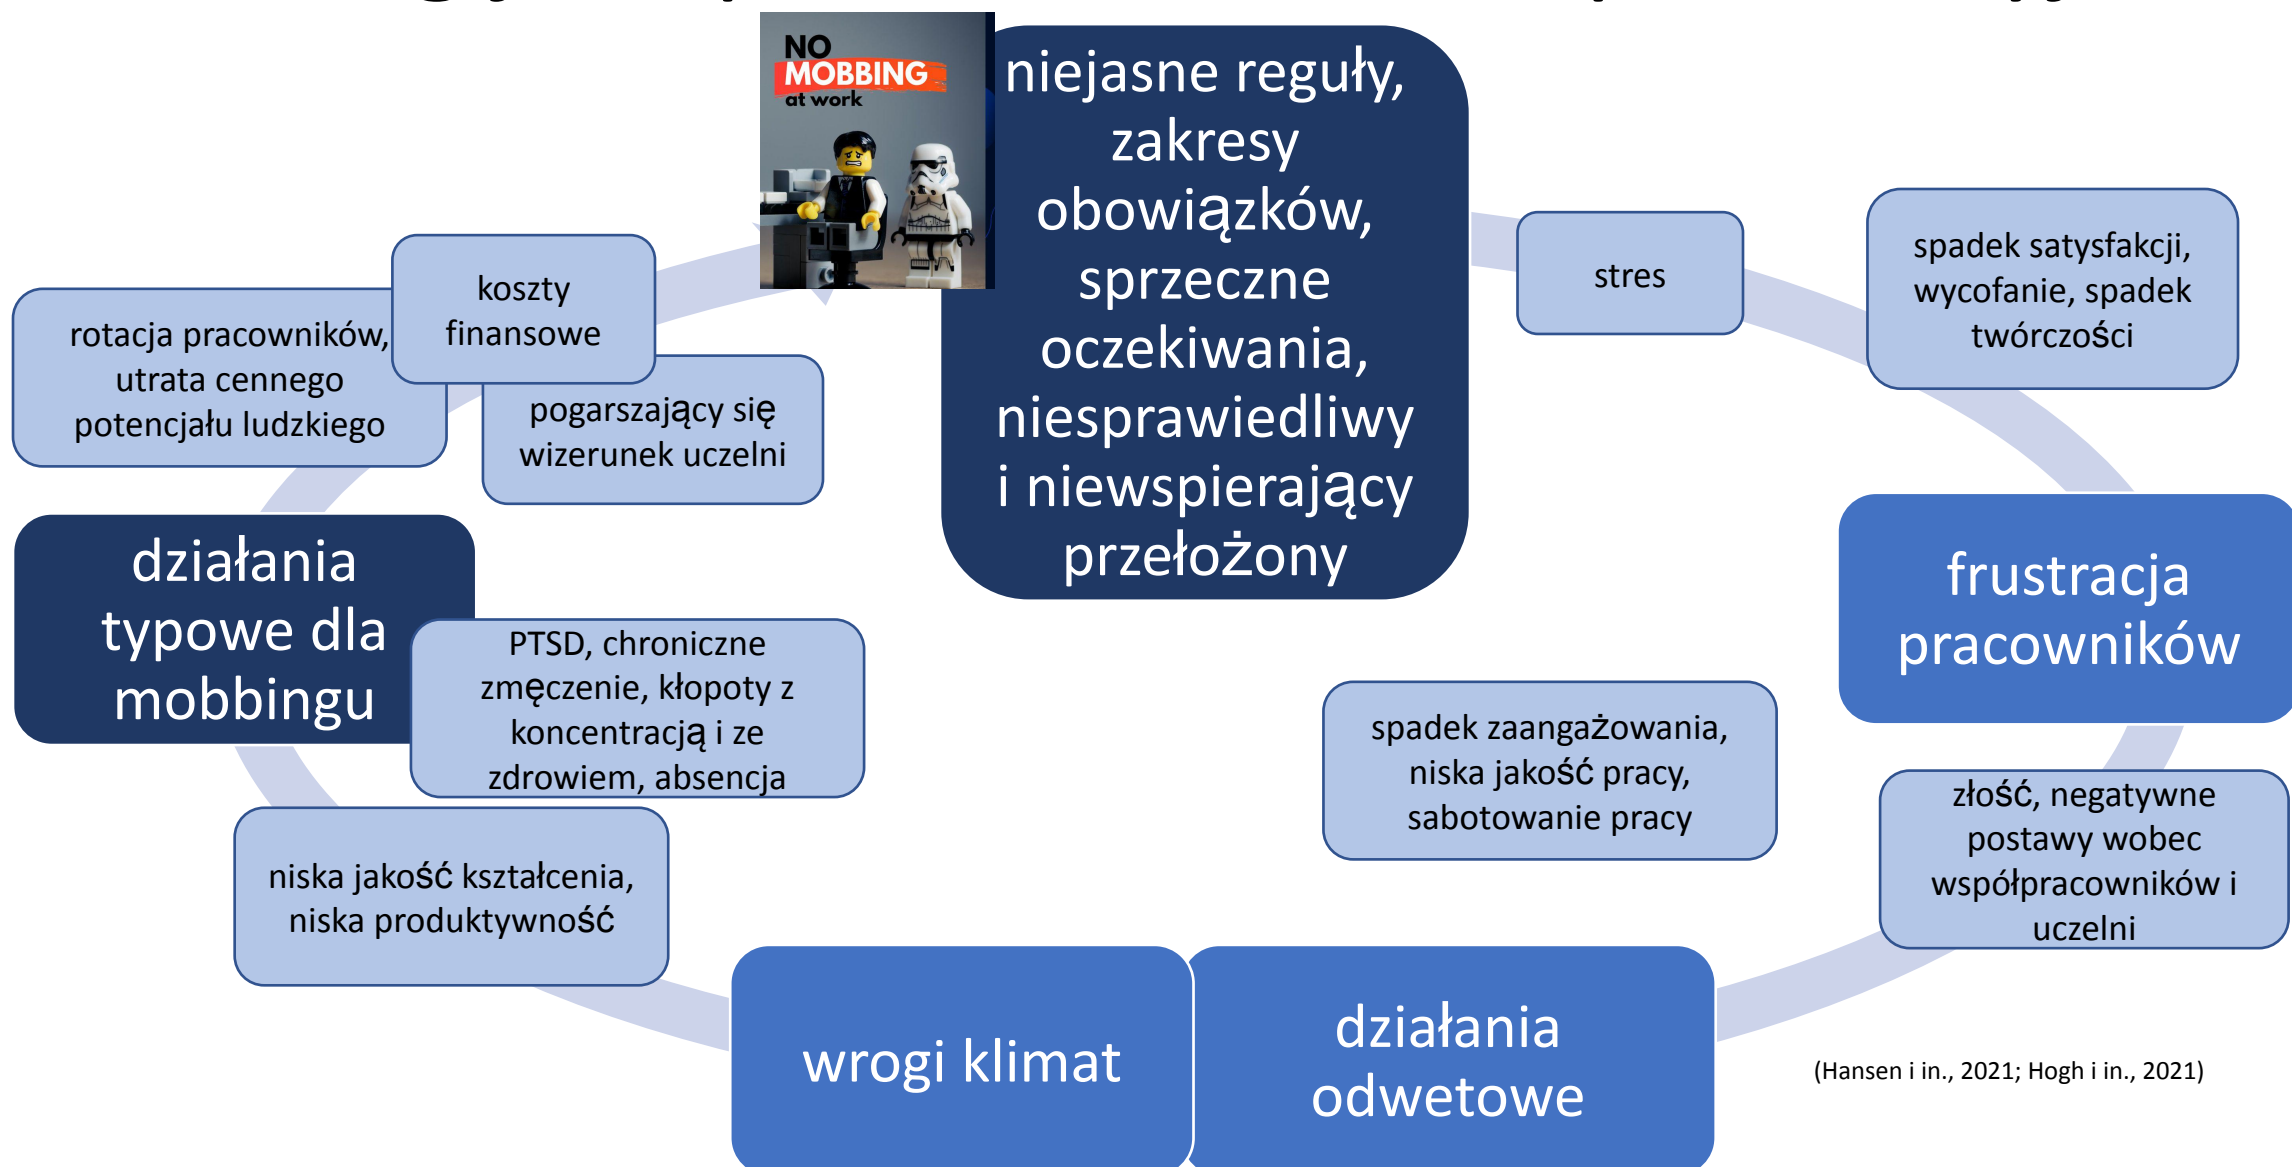 NO
MOBBING
at work
niejasne reguły,
zakresy
obowiązków,
sprzeczne
oczekiwania,
niesprawiedliwy
i niewspierający
przełożony
stres
spadek satysfakcji,
wycofanie, spadek
twórczości
frustracja
pracowników
złość, negatywne
postawy wobec
współpracowników i
uczelni
spadek zaangażowania,
niska jakość pracy,
sabotowanie pracy
działania
odwetowe
wrogi klimat
niska jakość kształcenia,
niska produktywność
PTSD, chroniczne
zmęczenie, kłopoty z
koncentracją i ze
zdrowiem, absencja
działania
typowe dla
mobbingu
rotacja pracowników,
utrata cennego
potencjału ludzkiego
koszty
finansowe
pogarszający się
wizerunek uczelni
(Hansen i in., 2021; Hogh i in., 2021)